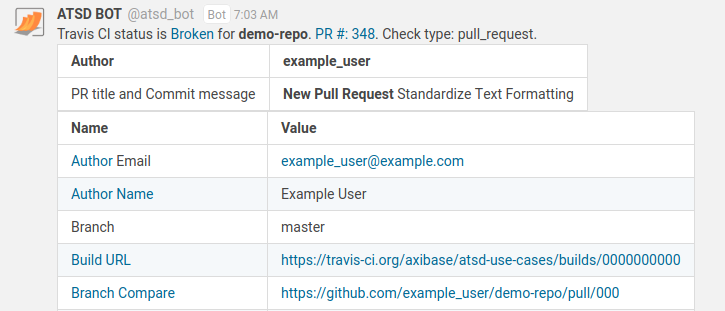 ATSD BOT @atsd_bot Bot 7:03 AM
Travis CI status is Broken for demo-repo. PR #: 348. Check type: pull_request.
Author example_user
PR title and Commit message New Pull Request Standardize Text Formatting
Name Value
Author Email example_user@example.com
Author Name Example User
Branch master
Build URL https://travis-ci.org/axibase/atsd-use-cases/builds/0000000000
Branch Compare https://github.com/example_user/demo-repo/pull/000